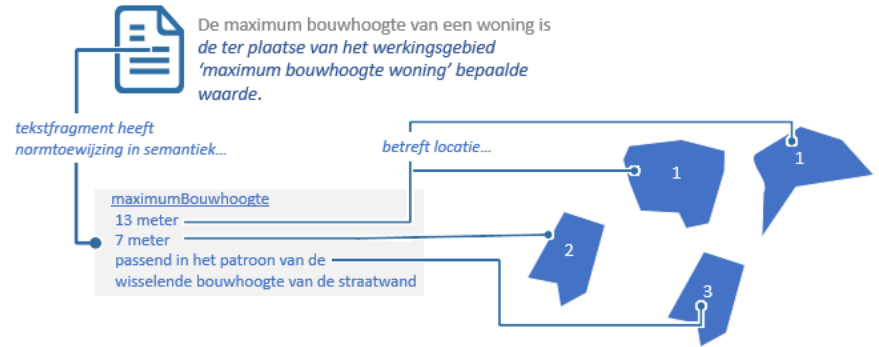 De maximum bouwhoogte van een woning is
de ter plaatse van het werkingsgebied
‘maximum bouwhoogte woning’ bepaalde
waarde.
tekstfragment heeft
normtoewijzing in semantiek...
betreft locatie...
maximumBouwhoogte
13 meter
7 meter
passend in het patroon van de
wisselende bouwhoogte van de straatwand
1
1
2
3